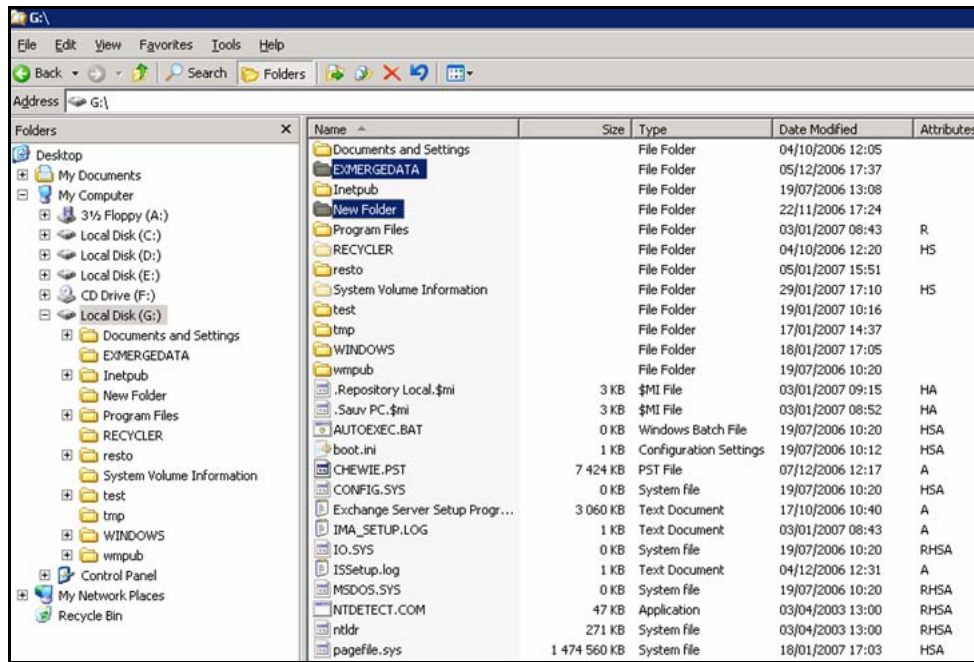 G:\
File Edit View Favorites Tools Help
Back Search Folders
Address G:\
Folders X
Desktop
My Documents
My Computer
3½ Floppy (A:)
Local Disk (C:)
Local Disk (D:)
Local Disk (E:)
CD Drive (F:)
Local Disk (G:)
Documents and Settings
EXMERGEDATA
Inetpub
New Folder
Program Files
RECYCLER
resto
System Volume Information
test
tmp
WINDOWS
wmpub
Control Panel
My Network Places
Recycle Bin
Name Size Type Date Modified Attributes
Documents and Settings File Folder 04/10/2006 12:05
EXMERGEDATA File Folder 05/12/2006 17:37
Inetpub File Folder 19/07/2006 13:08
New Folder File Folder 22/11/2006 17:24
Program Files File Folder 03/01/2007 08:43 R
RECYCLER File Folder 04/10/2006 12:20 HS
resto File Folder 05/01/2007 15:51
System Volume Information File Folder 29/01/2007 17:10 HS
test File Folder 19/01/2007 10:16
tmp File Folder 17/01/2007 14:37
WINDOWS File Folder 18/01/2007 17:05
wmpub File Folder 19/07/2006 10:20
.Repository Local.$mi 3 KB $MI File 03/01/2007 09:15 HA
.Sauv PC.$mi 3 KB $MI File 03/01/2007 08:52 HA
AUTOEXEC.BAT 0 KB Windows Batch File 19/07/2006 10:20 HSA
boot.ini 1 KB Configuration Settings 19/07/2006 10:12 HSA
CHEWIE.PST 7 424 KB PST File 07/12/2006 12:17 A
CONFIG.SYS 0 KB System file 19/07/2006 10:20 HSA
Exchange Server Setup Progr... 3 060 KB Text Document 17/10/2006 10:40 A
IMA_SETUP.LOG 1 KB Text Document 03/01/2007 08:43 A
IO.SYS 0 KB System file 19/07/2006 10:20 RHSA
ISSetup.log 1 KB Text Document 04/12/2006 12:31 A
MSDOS.SYS 0 KB System file 19/07/2006 10:20 RHSA
NTDETECT.COM 47 KB Application 03/04/2003 13:00 RHSA
ntldr 271 KB System file 03/04/2003 13:00 RHSA
pagefile.sys 1 474 560 KB System file 18/01/2007 17:03 HSA